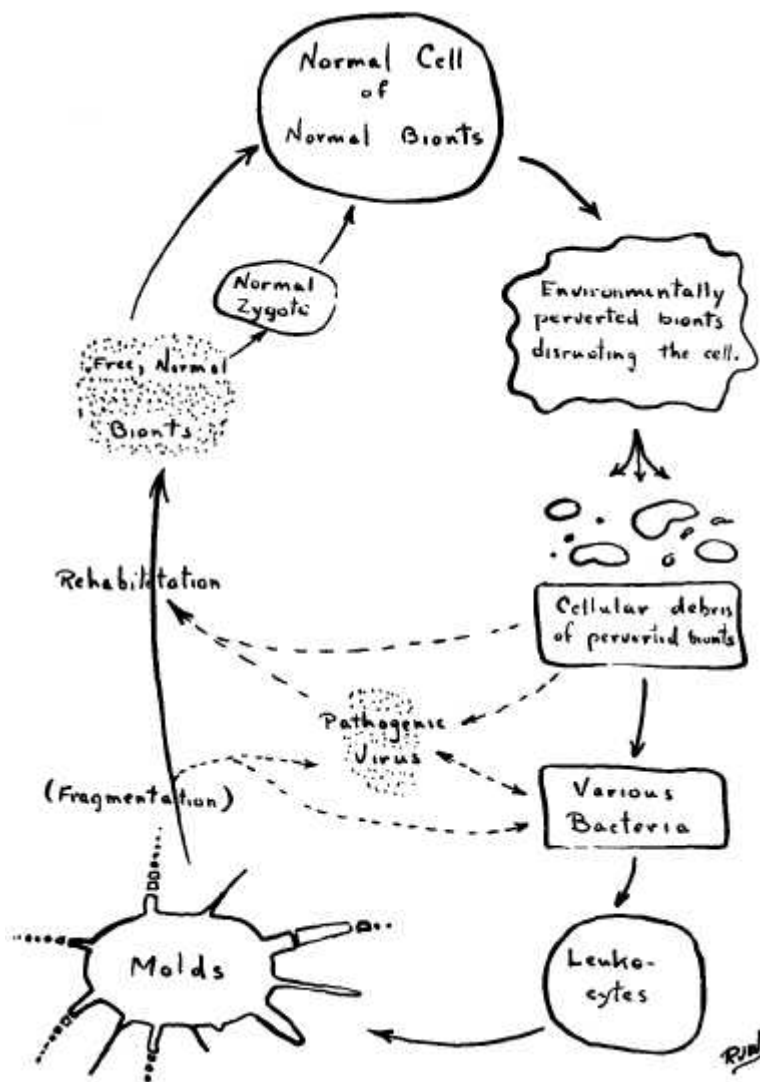 Normal Cell
of
Normal Bionts
Normal
Zygote
Environmentally
perverted bionts
disrupting the cell.
Free, Normal
Bionts
Rehabilitation
Cellular debris
of perverted bionts
Pathogenic
Virus
(Fragmentation)
Various
Bacteria
Molds
Leuko-
cytes